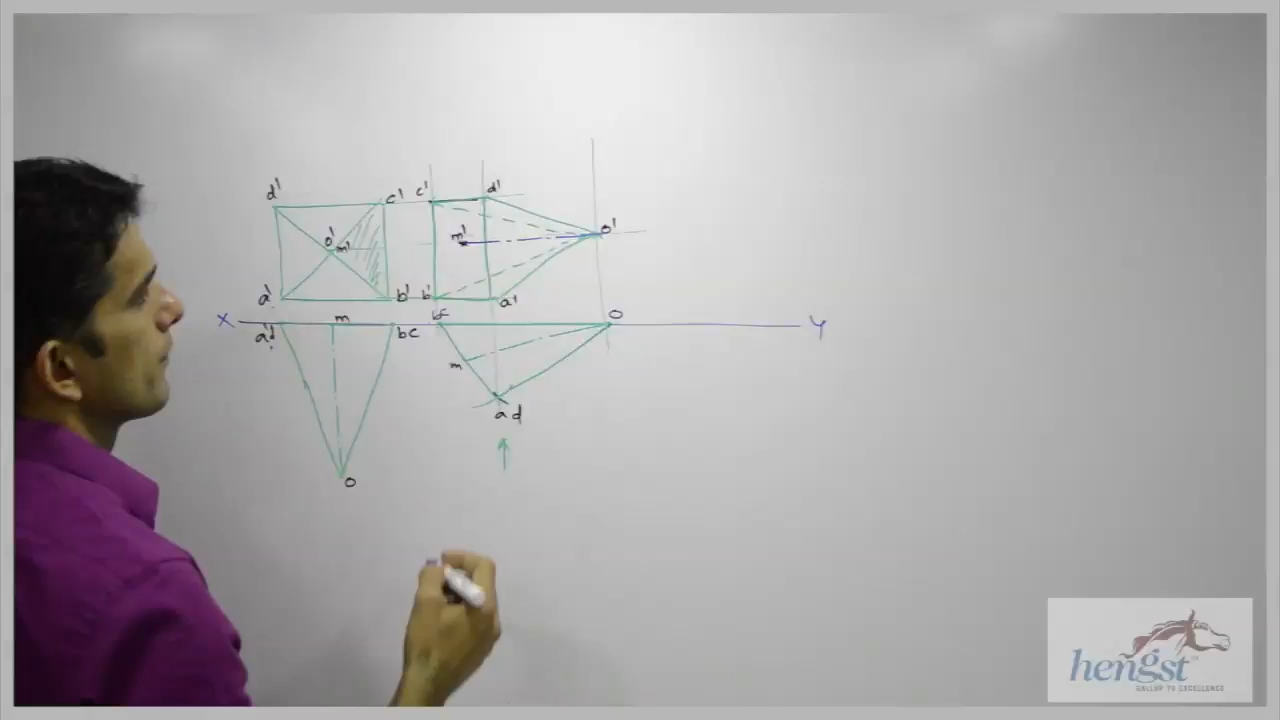 d' c' c' d'
o' m' m' o'
a' b' b' a'
X a'd m bc bc o Y
m
a d
o
hengst
GALLOP TO EXCELLENCE